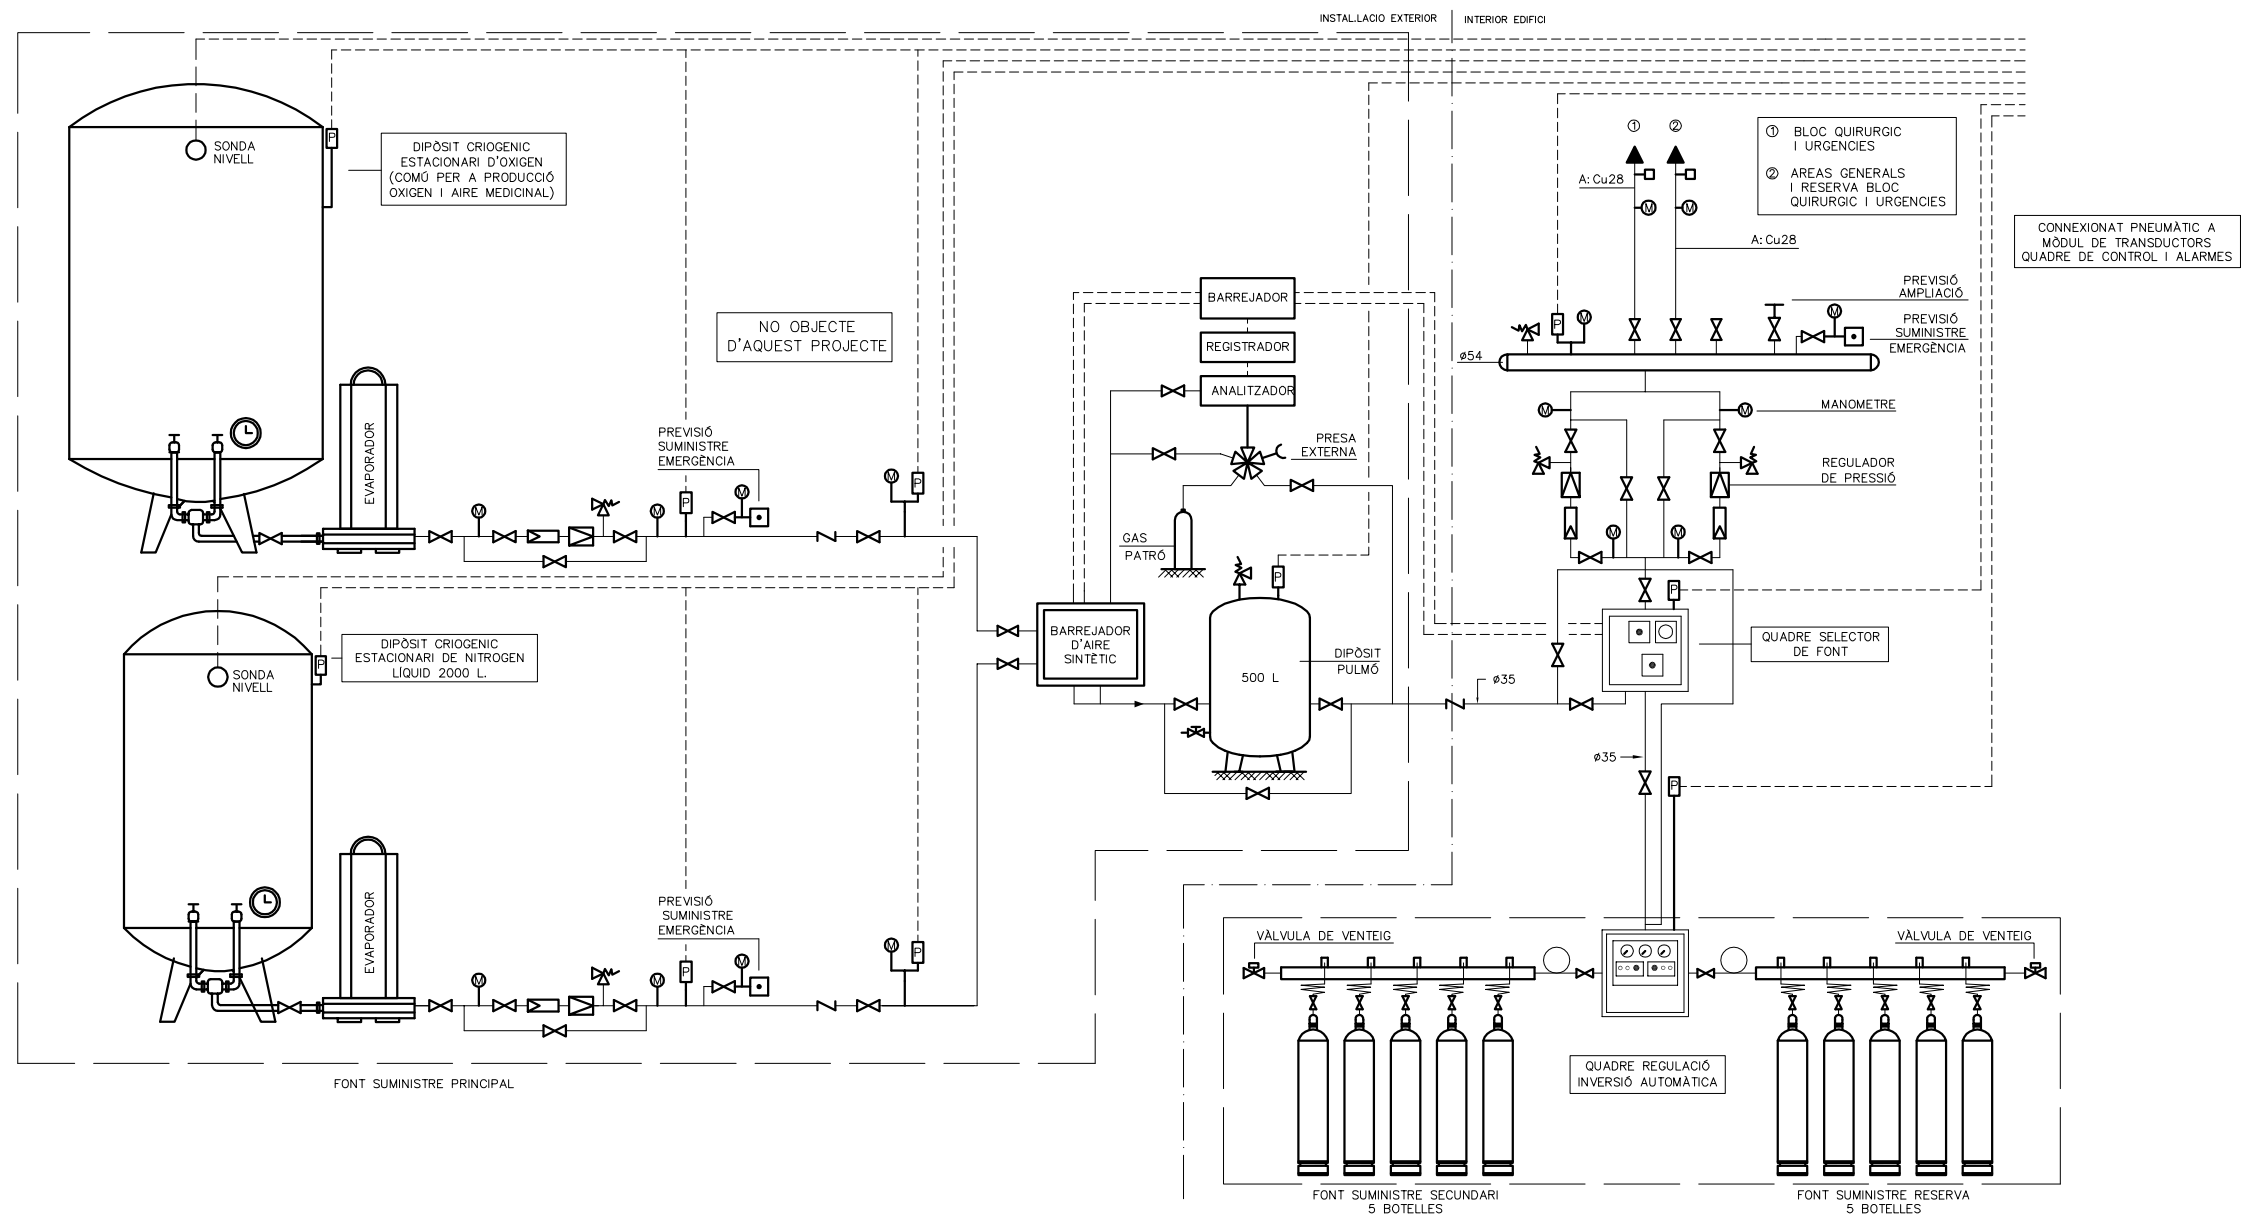 INSTAL.LACIO EXTERIOR
INTERIOR EDIFICI
SONDA
NIVELL
P
DIPÒSIT CRIOGENIC
ESTACIONARI D'OXIGEN
(COMÚ PER A PRODUCCIÓ
OXIGEN I AIRE MEDICINAL)
1
2
A: Cu28
M
M
A: Cu28
① BLOC QUIRURGIC
I URGENCIES
② AREAS GENERALS
I RESERVA BLOC
QUIRURGIC I URGENCIES
CONNEXIONAT PNEUMÀTIC A
MÒDUL DE TRANSDUCTORS
QUADRE DE CONTROL I ALARMES
NO OBJECTE
D'AQUEST PROJECTE
BARREJADOR
REGISTRADOR
ANALITZADOR
PREVISIÓ
AMPLIACIÓ
PREVISIÓ
SUMINISTRE
EMERGÈNCIA
P
M
M
ø54
M
M
MANOMETRE
EVAPORADOR
PREVISIÓ
SUMINISTRE
EMERGÈNCIA
PRESA
EXTERNA
REGULADOR
DE PRESSIÓ
M
M
P
M
M
P
GAS
PATRÓ
M
M
P
P
DIPÒSIT CRIOGENIC
ESTACIONARI DE NITROGEN
LÍQUID 2000 L.
P
SONDA
NIVELL
BARREJADOR
D'AIRE
SINTÈTIC
500 L
DIPÒSIT
PULMÓ
ø35
QUADRE SELECTOR
DE FONT
ø35
P
EVAPORADOR
PREVISIÓ
SUMINISTRE
EMERGÈNCIA
M
M
P
M
M
P
VÀLVULA DE VENTEIG
VÀLVULA DE VENTEIG
QUADRE REGULACIÓ
INVERSIÓ AUTOMÀTICA
FONT SUMINISTRE PRINCIPAL
FONT SUMINISTRE SECUNDARI
5 BOTELLES
FONT SUMINISTRE RESERVA
5 BOTELLES